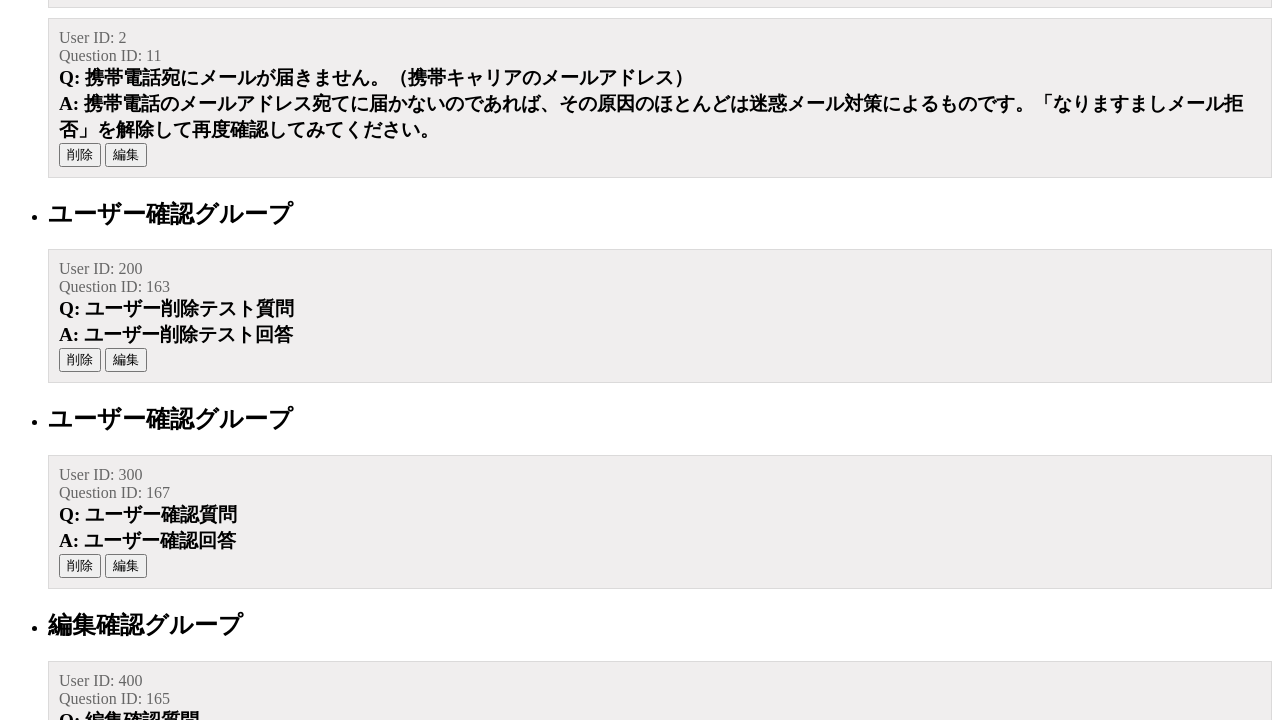 User ID: 2
Question ID: 11
Q: 携帯電話宛にメールが届きません。（携帯キャリアのメールアドレス）
A: 携帯電話のメールアドレス宛てに届かないのであれば、その原因のほとんどは迷惑メール対策によるものです。「なりますましメール拒
否」を解除して再度確認してみてください。
削除 編集
ユーザー確認グループ
User ID: 200
Question ID: 163
Q: ユーザー削除テスト質問
A: ユーザー削除テスト回答
削除 編集
ユーザー確認グループ
User ID: 300
Question ID: 167
Q: ユーザー確認質問
A: ユーザー確認回答
削除 編集
編集確認グループ
User ID: 400
Question ID: 165
Q: 編集確認質問